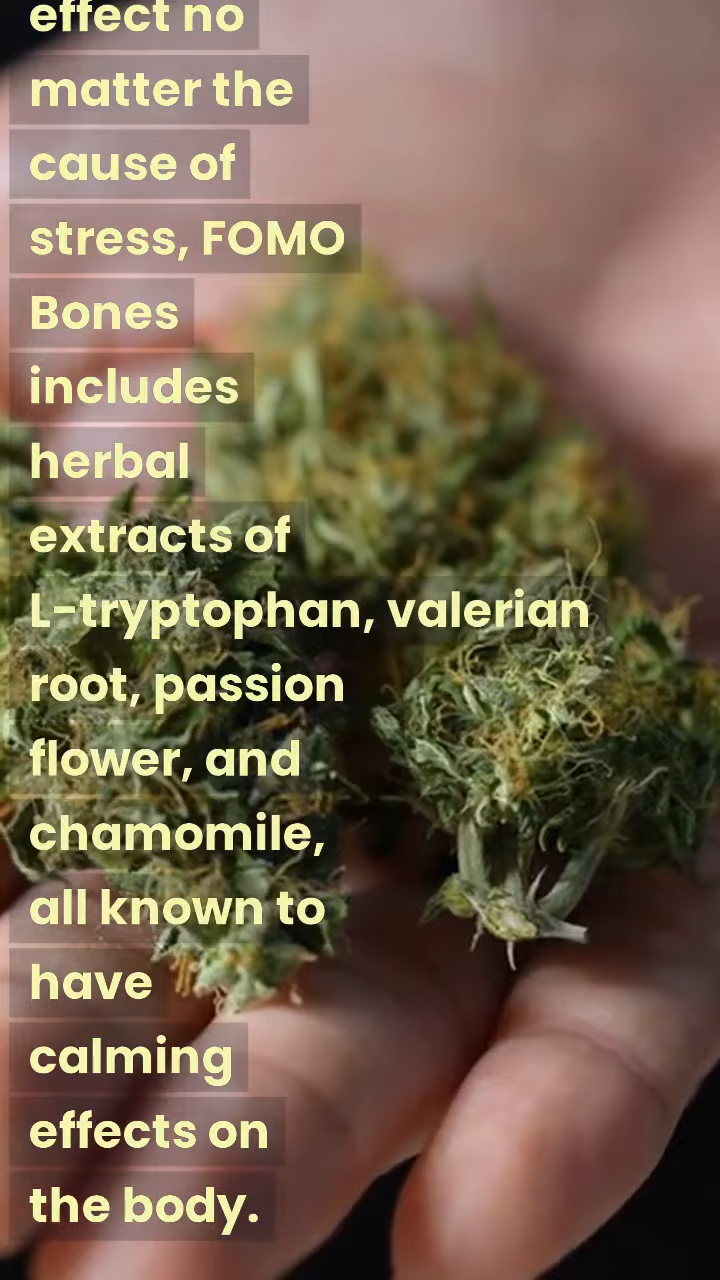 effect no
matter the
cause of
stress, FOMO
Bones
includes
herbal
extracts of
L-tryptophan, valerian
root, passion
flower, and
chamomile,
all known to
have
calming
effects on
the body.